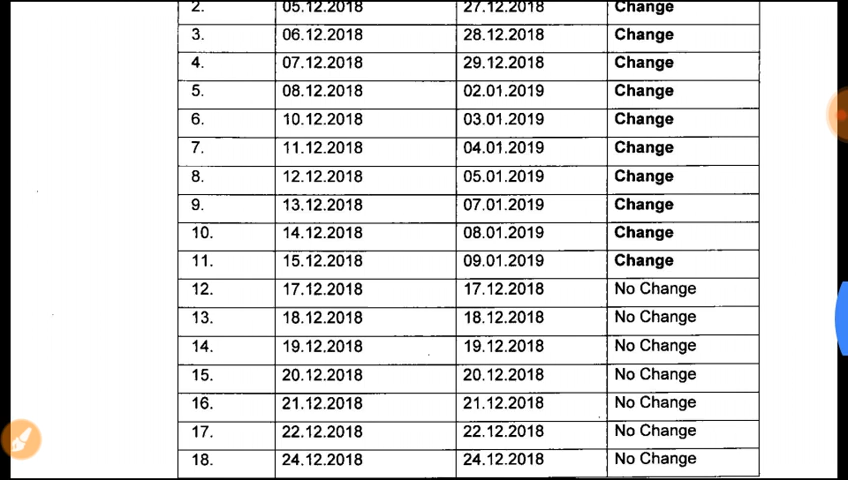 2. 05.12.2018 27.12.2018 Change
3. 06.12.2018 28.12.2018 Change
4. 07.12.2018 29.12.2018 Change
5. 08.12.2018 02.01.2019 Change
6. 10.12.2018 03.01.2019 Change
7. 11.12.2018 04.01.2019 Change
8. 12.12.2018 05.01.2019 Change
9. 13.12.2018 07.01.2019 Change
10. 14.12.2018 08.01.2019 Change
11. 15.12.2018 09.01.2019 Change
12. 17.12.2018 17.12.2018 No Change
13. 18.12.2018 18.12.2018 No Change
14. 19.12.2018 19.12.2018 No Change
15. 20.12.2018 20.12.2018 No Change
16. 21.12.2018 21.12.2018 No Change
17. 22.12.2018 22.12.2018 No Change
18. 24.12.2018 24.12.2018 No Change